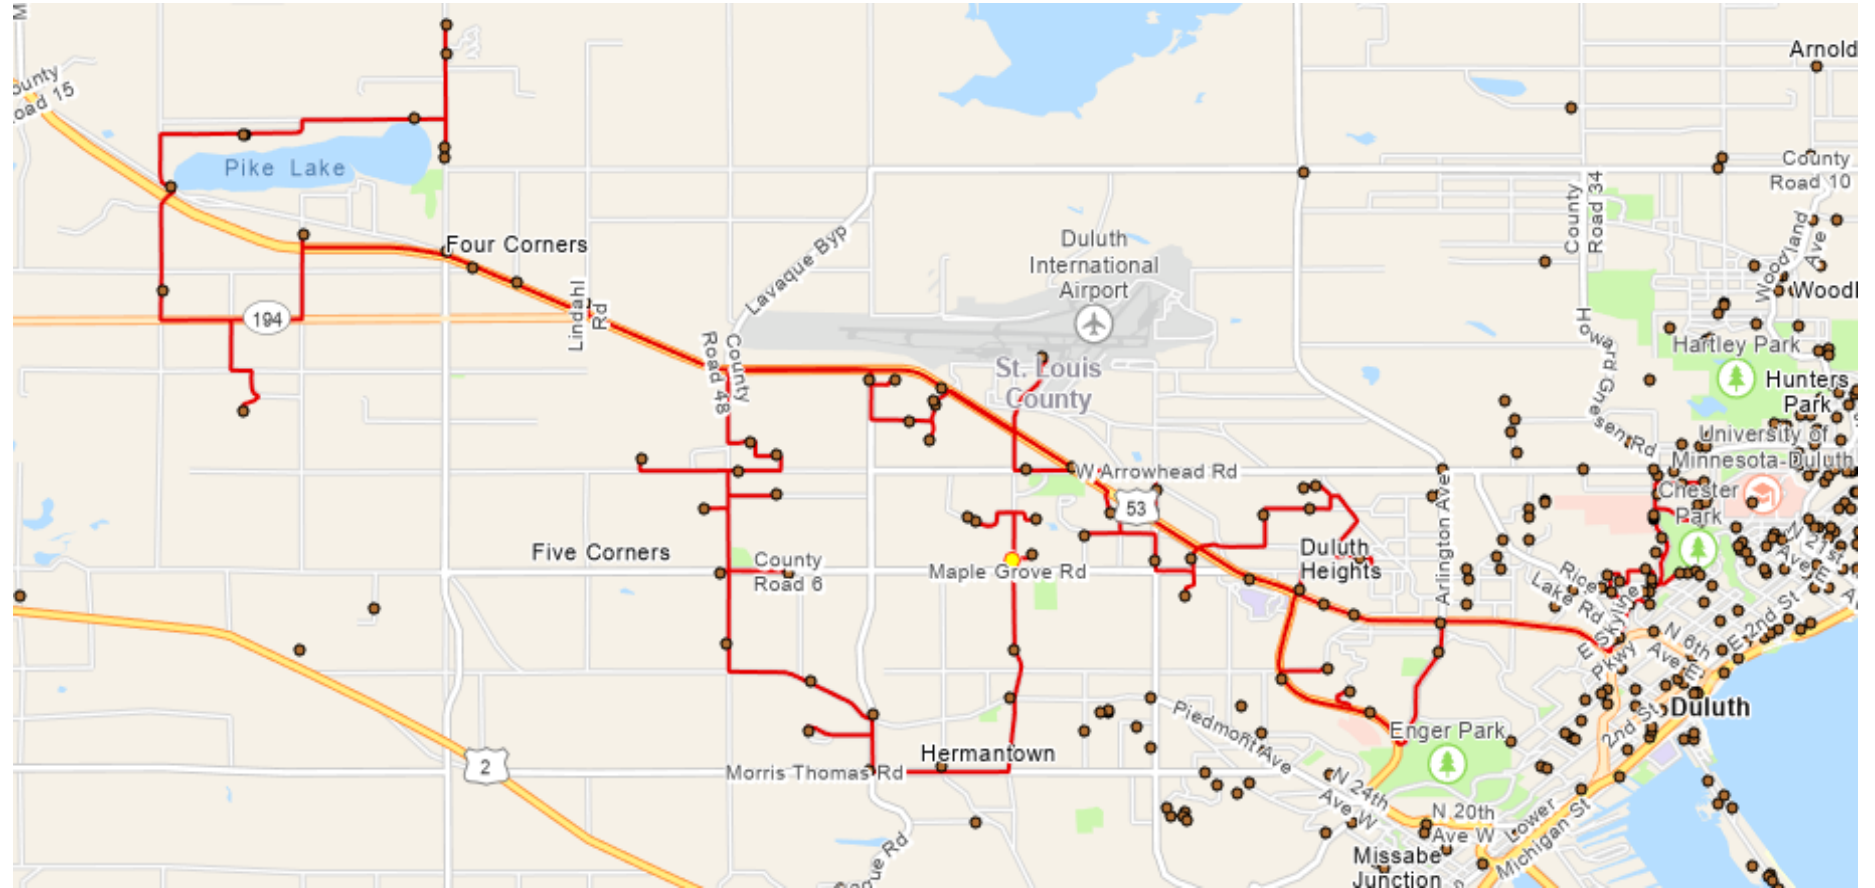 Arnold
County
Road 15
Pike Lake
County
Road 10
County
Road 34
Woodland
Ave
Lavaque Byp
Duluth
International
Airport
Four Corners
Lindahl
Rd
194
County
Road 48
St. Louis
County
Howard Gnesen Rd
Hartley Park
Hunters
Park
University of
Minnesota-Duluth
W Arrowhead Rd
53
Chester
Park
Arlington Ave
N 21st
Ave E
Five Corners
County
Road 6
Maple Grove Rd
Duluth
Heights
Rice
Lake Rd
E Skyline
Pkwy
N 6th
Ave E
E 2nd St
2nd St
Duluth
Piedmont Ave
Enger Park
Hermantown
Morris Thomas Rd
2
N 24th
Ave W
N 20th
Ave W
Lower
Michigan St
Missabe
Junction